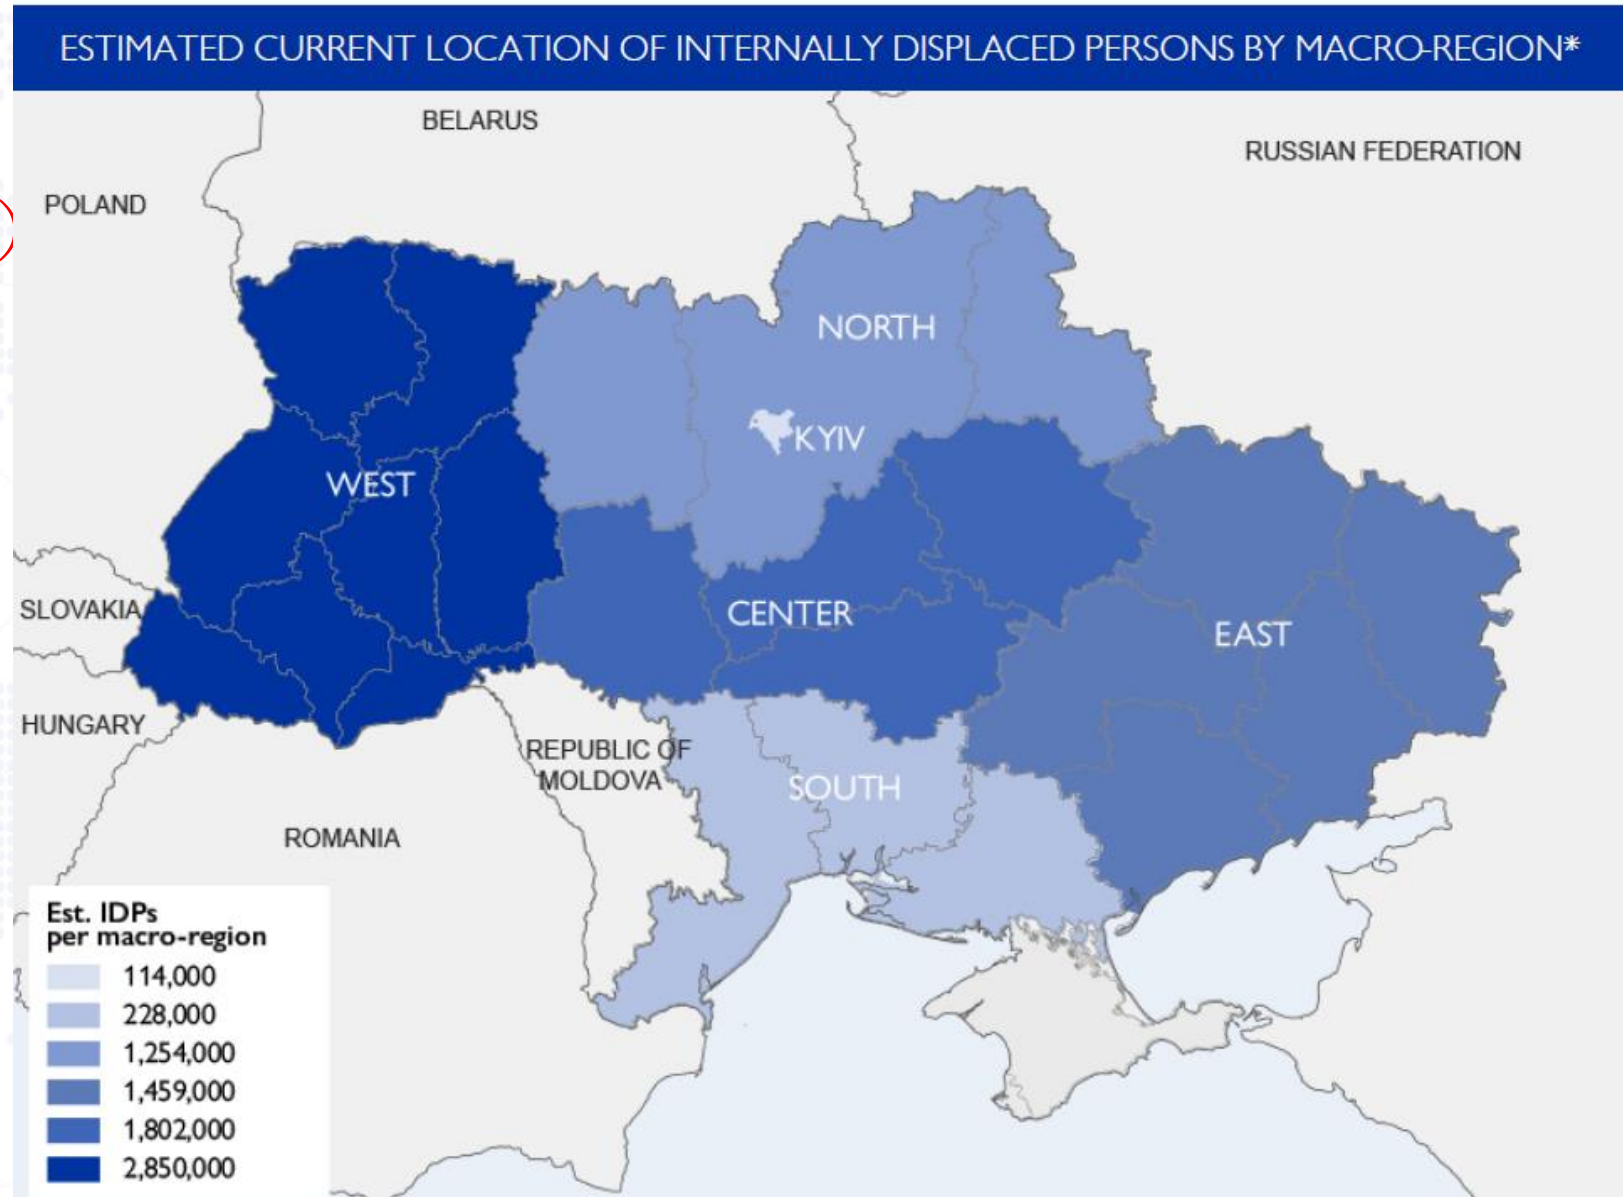 ESTIMATED CURRENT LOCATION OF INTERNALLY DISPLACED PERSONS BY MACRO-REGION*
BELARUS
RUSSIAN FEDERATION
POLAND
NORTH
KYIV
WEST
SLOVAKIA
CENTER
EAST
HUNGARY
REPUBLIC OF
MOLDOVA
SOUTH
ROMANIA
Est. IDPs
per macro-region
114,000
228,000
1,254,000
1,459,000
1,802,000
2,850,000